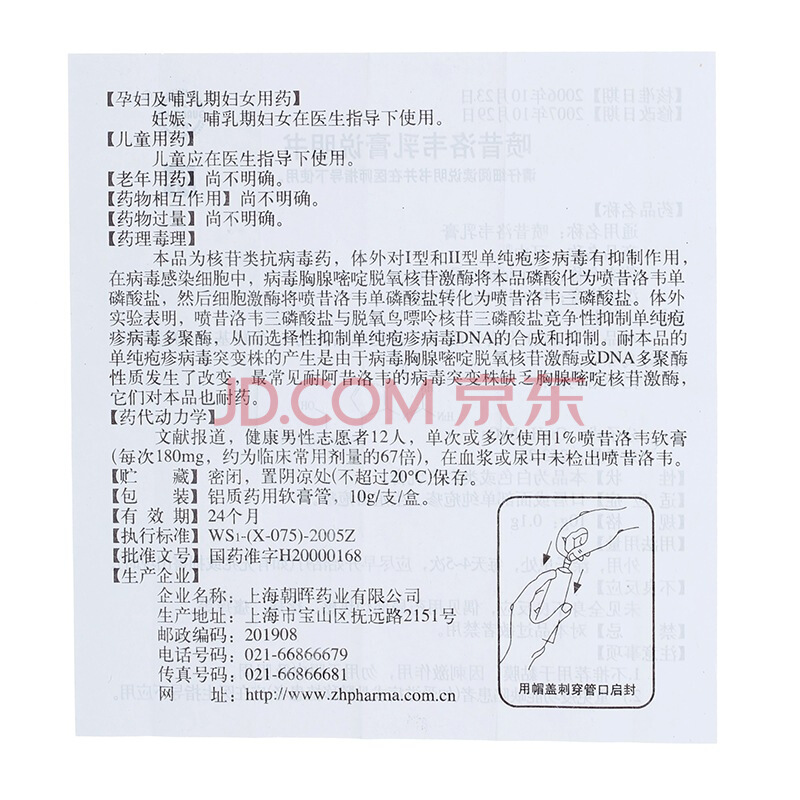 【孕妇及哺乳期妇女用药】
妊娠、哺乳期妇女在医生指导下使用。
【儿童用药】
儿童应在医生指导下使用。
【老年用药】尚不明确。
【药物相互作用】尚不明确。
【药物过量】尚不明确。
【药理毒理】
本品为核苷类抗病毒药，体外对I型和II型单纯疱疹病毒有抑制作用，
在病毒感染细胞中，病毒胸腺嘧啶脱氧核苷激酶将本品磷酸化为喷昔洛韦单
磷酸盐，然后细胞激酶将喷昔洛韦单磷酸盐转化为喷昔洛韦三磷酸盐。体外
实验表明，喷昔洛韦三磷酸盐与脱氧鸟嘌呤核苷三磷酸盐竞争性抑制单纯疱
疹病毒多聚酶，从而选择性抑制单纯疱疹病毒DNA的合成和抑制。耐本品的
单纯疱疹病毒突变株的产生是由于病毒胸腺嘧啶脱氧核苷激酶或DNA多聚酶
性质发生了改变，最常见耐阿昔洛韦的病毒突变株缺乏胸腺嘧啶核苷激酶，
它们对本品也耐药。
JD.COM 京东
【药代动力学】
文献报道，健康男性志愿者12人，单次或多次使用1%喷昔洛韦软膏
(每次180mg，约为临床常用剂量的67倍)，在血浆或尿中未检出喷昔洛韦。
【贮 藏】密闭，置阴凉处(不超过20℃)保存。
【包 装】铝质药用软膏管，10g/支/盒。
【有 效 期】24个月
【执行标准】WS₁-(X-075)-2005Z
【批准文号】国药准字H20000168
【生产企业】
企业名称：上海朝晖药业有限公司
生产地址：上海市宝山区抚远路2151号
邮政编码：201908
电话号码：021-66866679
传真号码：021-66866681
网 址：http://www.zhpharma.com.cn
用帽盖刺穿管口启封